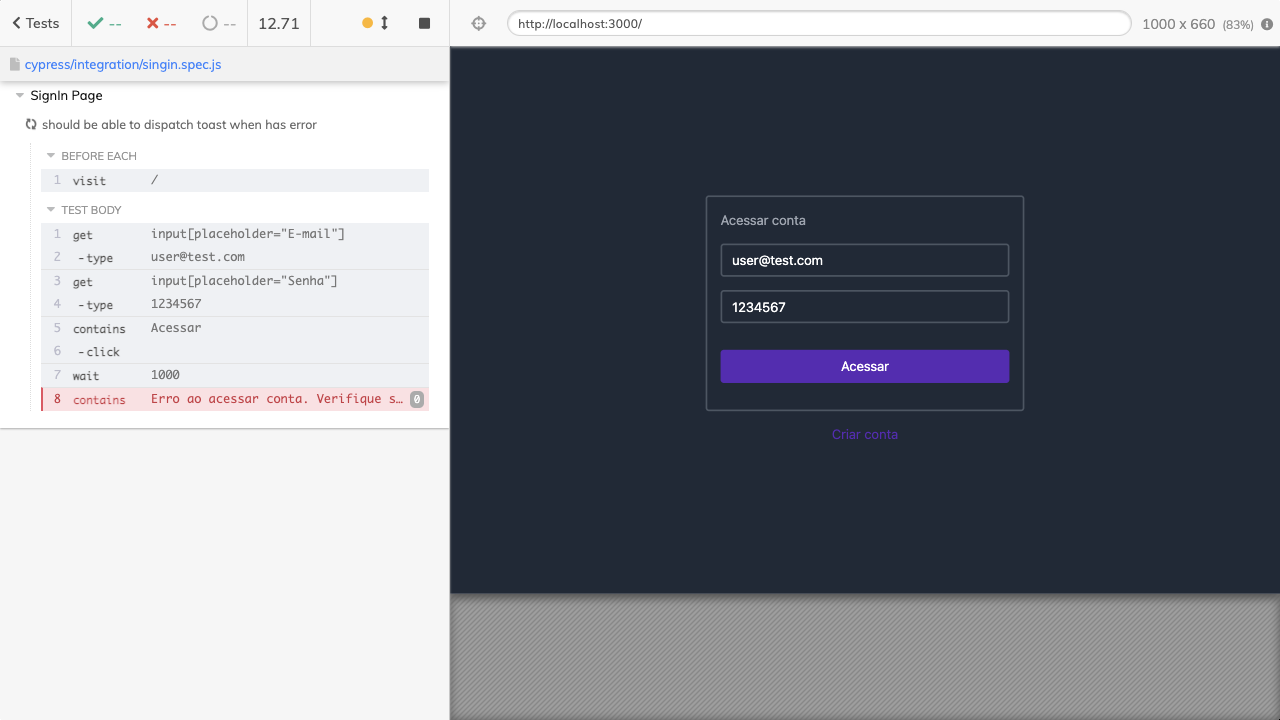 Tests
--
--
--
12.71
http://localhost:3000/
1000 x 660 (83%)
cypress/integration/singin.spec.js
SignIn Page
should be able to dispatch toast when has error
BEFORE EACH
1 visit /
TEST BODY
1 get input[placeholder="E-mail"]
2 -type user@test.com
3 get input[placeholder="Senha"]
4 -type 1234567
5 contains Acessar
6 -click
7 wait 1000
8 contains Erro ao acessar conta. Verifique s… 0
Acessar conta
user@test.com
1234567
Acessar
Criar conta